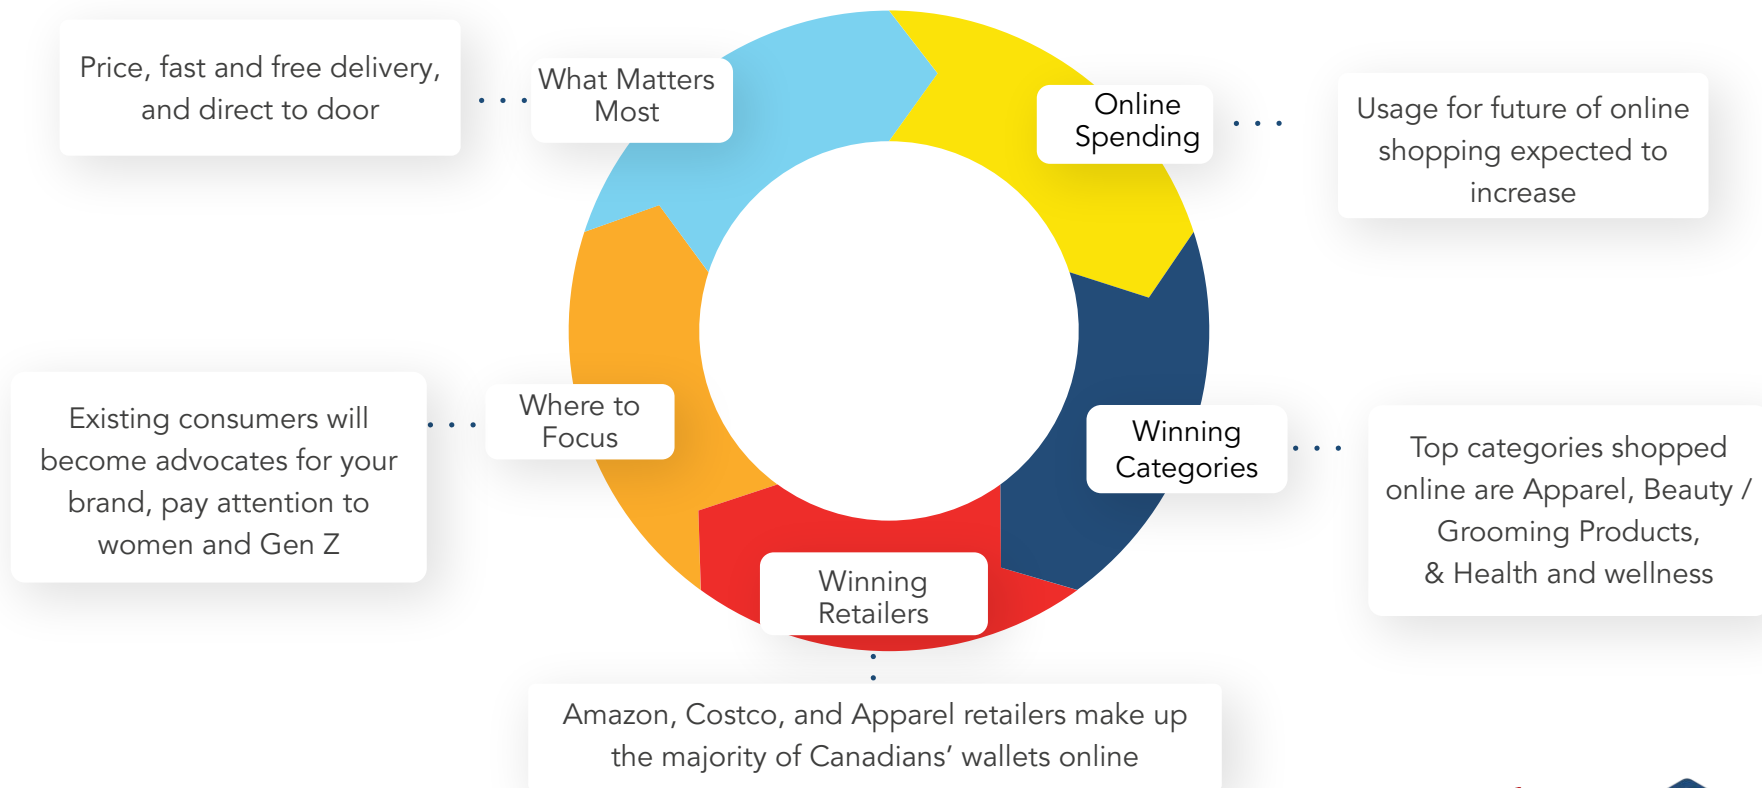 Price, fast and free delivery,
and direct to door
What Matters
Most
Online
Spending
Usage for future of online
shopping expected to
increase
Existing consumers will
become advocates for your
brand, pay attention to
women and Gen Z
Where to
Focus
Winning
Categories
Top categories shopped
online are Apparel, Beauty /
Grooming Products,
& Health and wellness
Winning
Retailers
Amazon, Costco, and Apparel retailers make up
the majority of Canadians’ wallets online